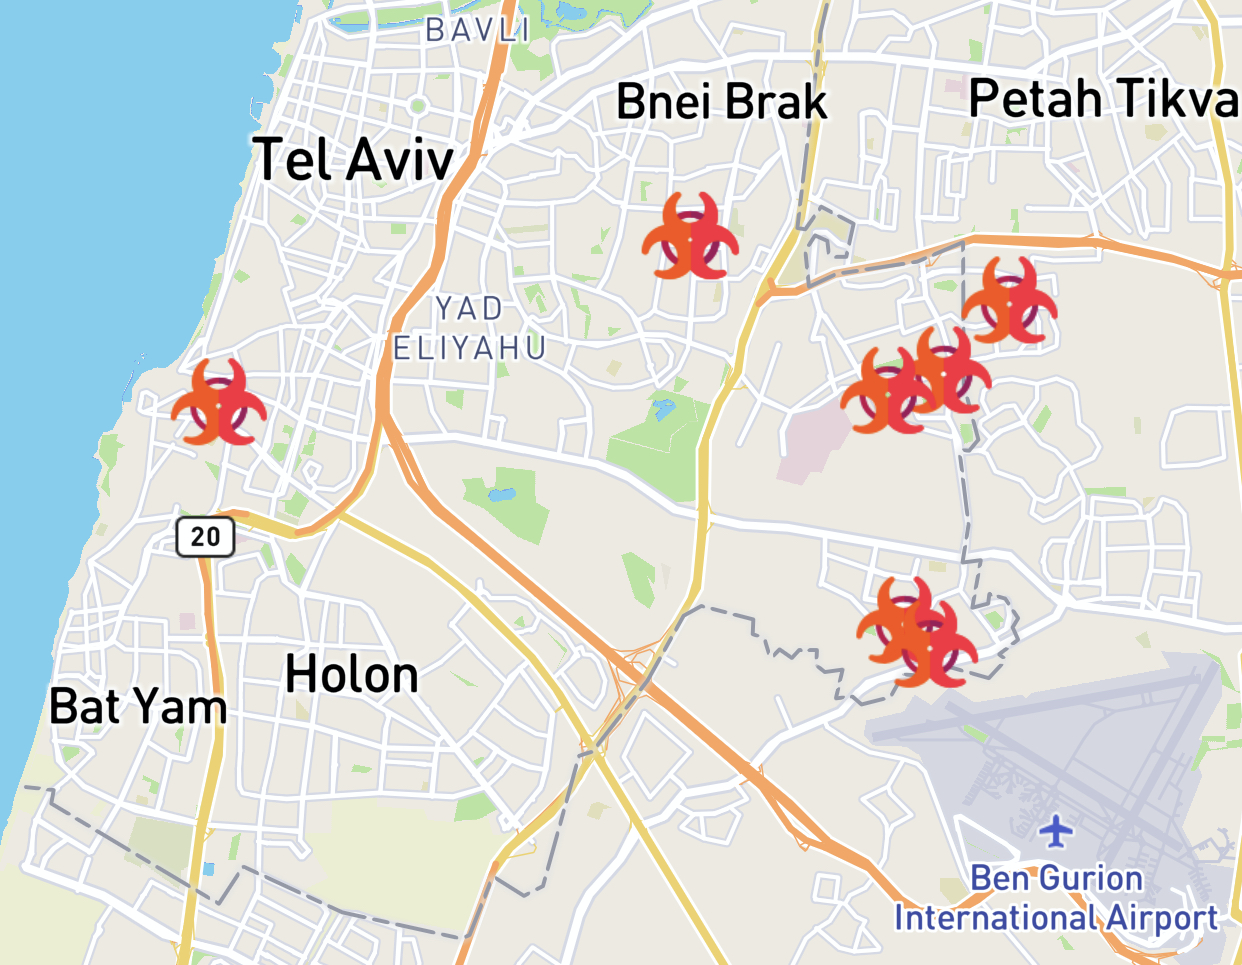 BAVLI
Bnei Brak
Petah Tikva
Tel Aviv
YAD
ELIYAHU
20
Holon
Bat Yam
Ben Gurion
International Airport